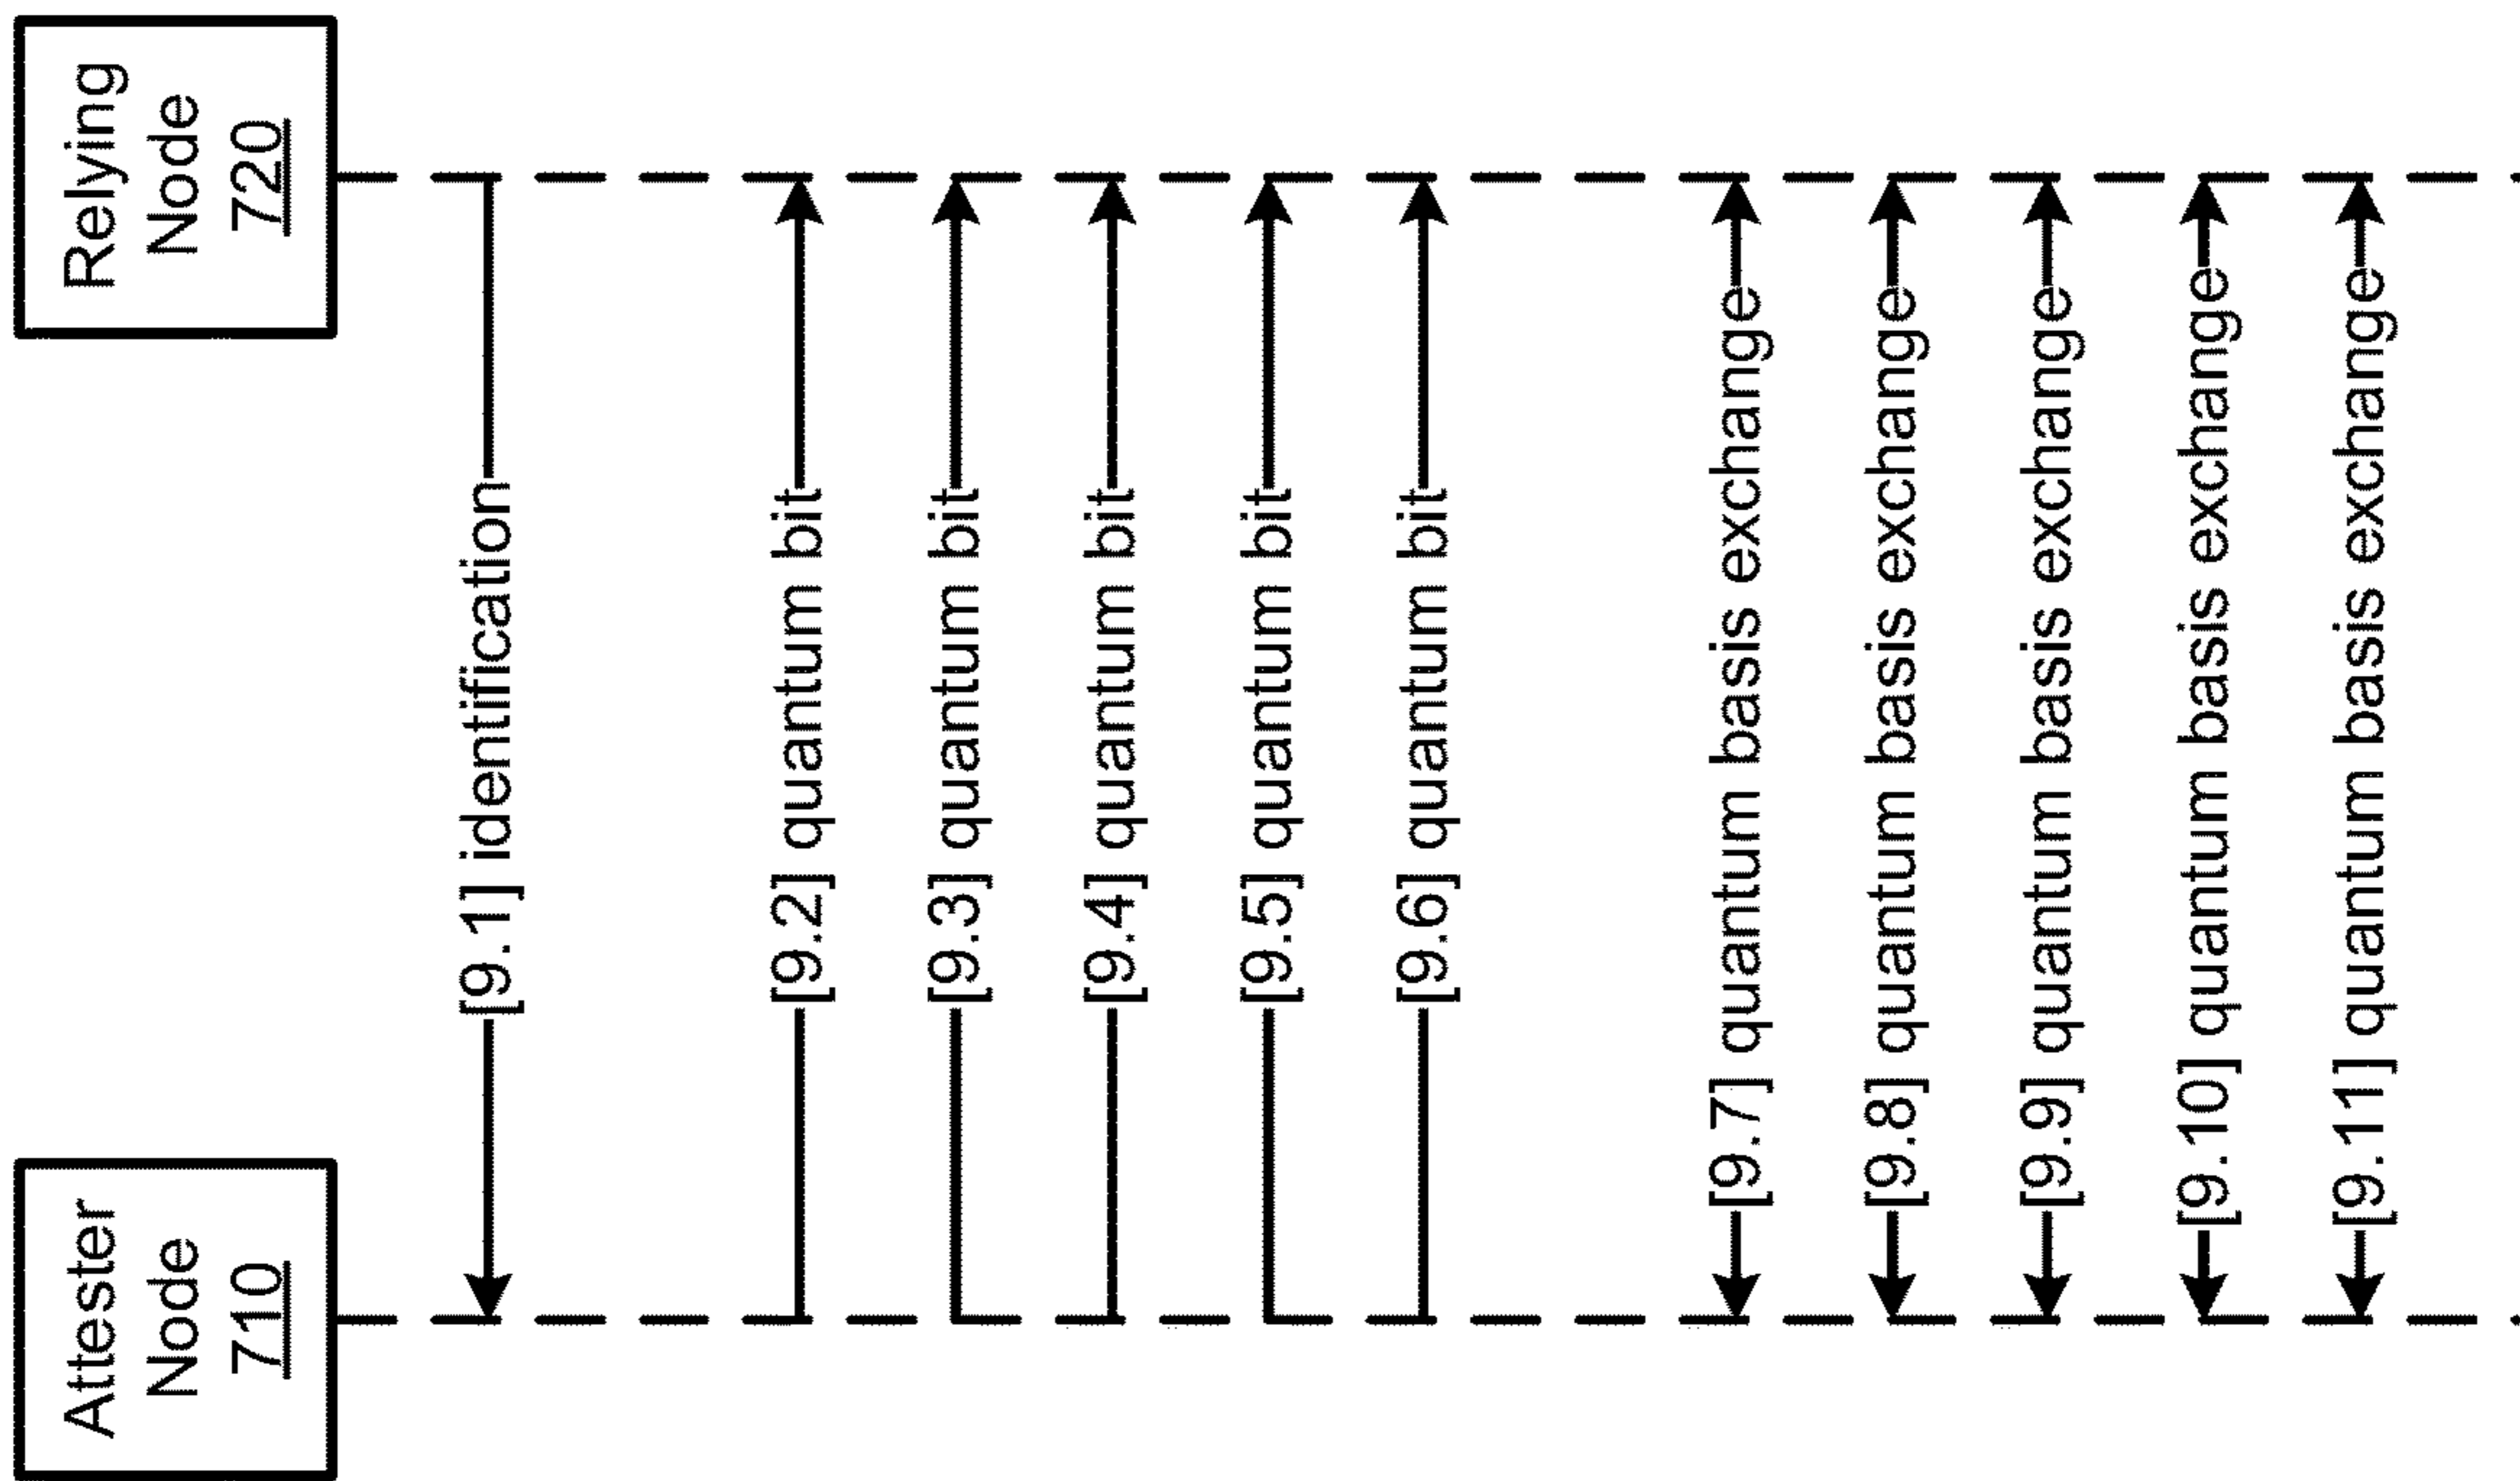 Attester
Node
710
Relying
Node
720
[9.1] identification
[9.2] quantum bit
[9.3] quantum bit
[9.4] quantum bit
[9.5] quantum bit
[9.6] quantum bit
[9.7] quantum basis exchange
[9.8] quantum basis exchange
[9.9] quantum basis exchange
[9.10] quantum basis exchange
[9.11] quantum basis exchange